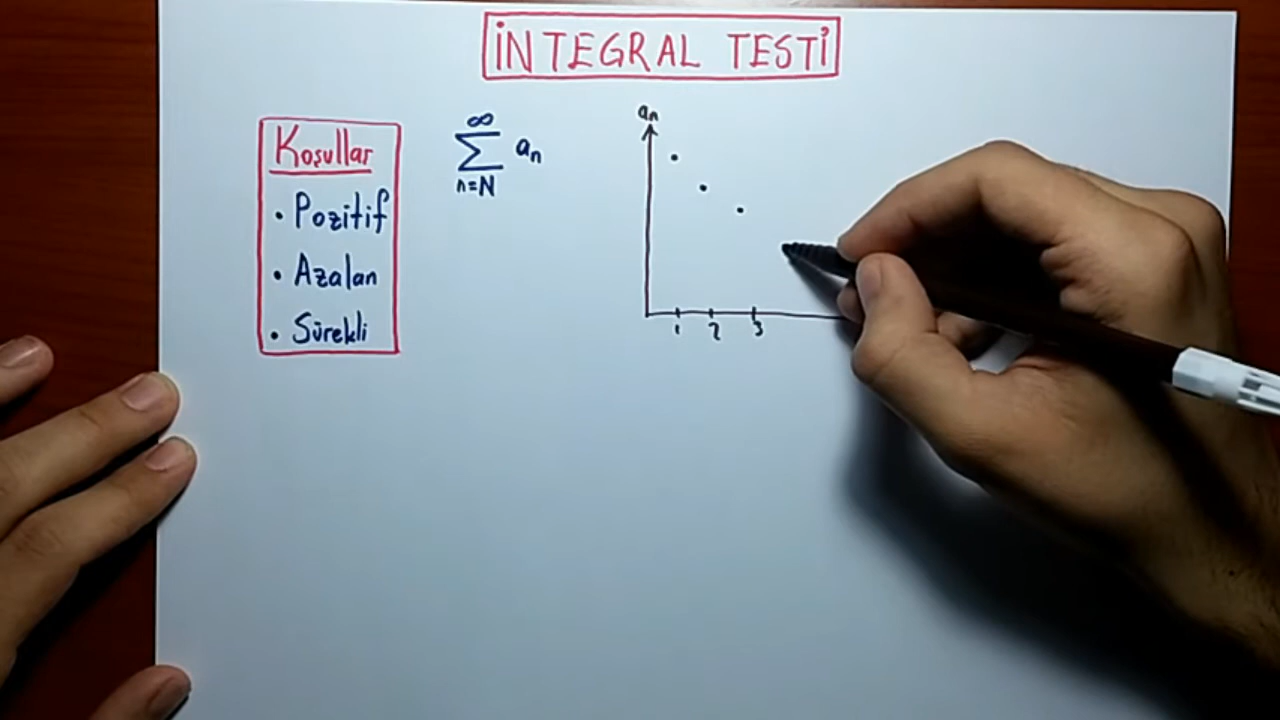 İNTEGRAL TESTİ
Koşullar
• Pozitif
• Azalan
• Sürekli
∞
∑ aₙ
n=N
aₙ
1 2 3